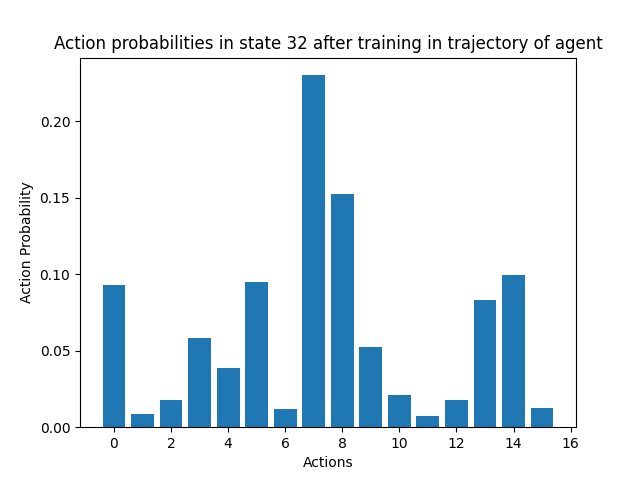 Action probabilities in state 32 after training in trajectory of agent
0.20
0.15
0.10
0.05
0.00
Action Probability
0 2 4 6 8 10 12 14 16
Actions